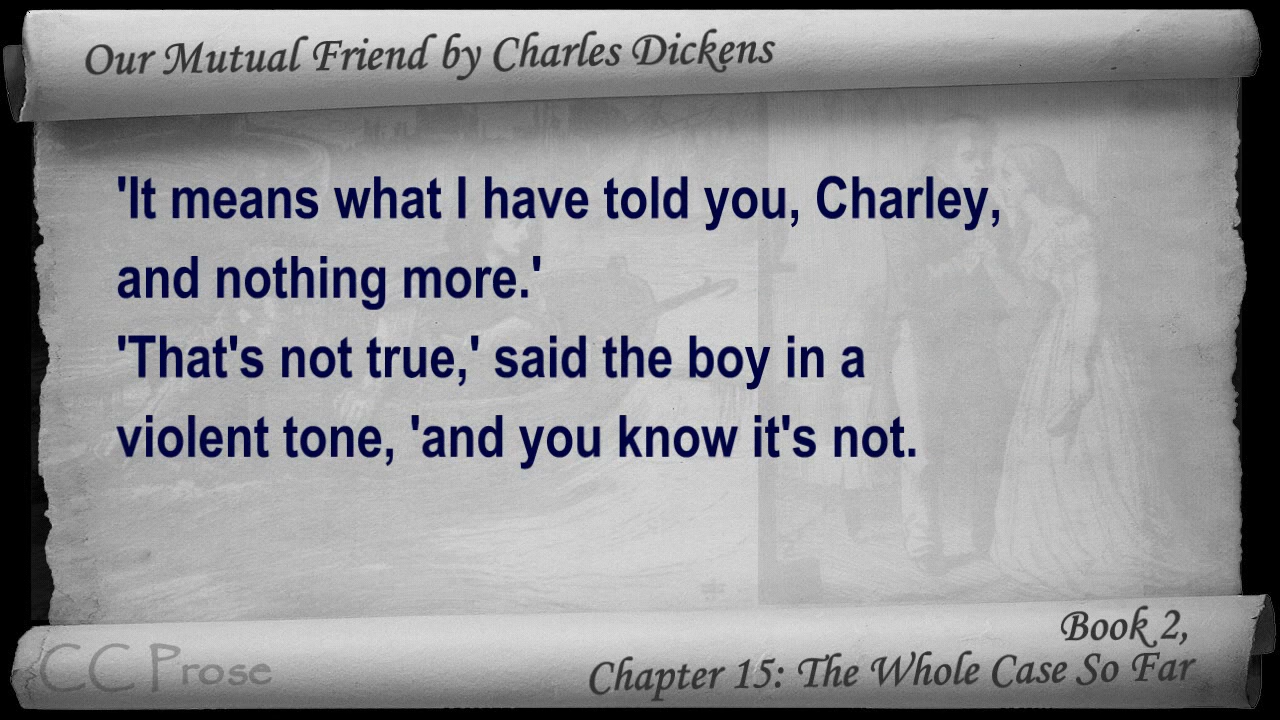 Our Mutual Friend by Charles Dickens
'It means what I have told you, Charley,
and nothing more.'
'That's not true,' said the boy in a
violent tone, 'and you know it's not.
Book 2,
CC Prose
Chapter 15: The Whole Case So Far